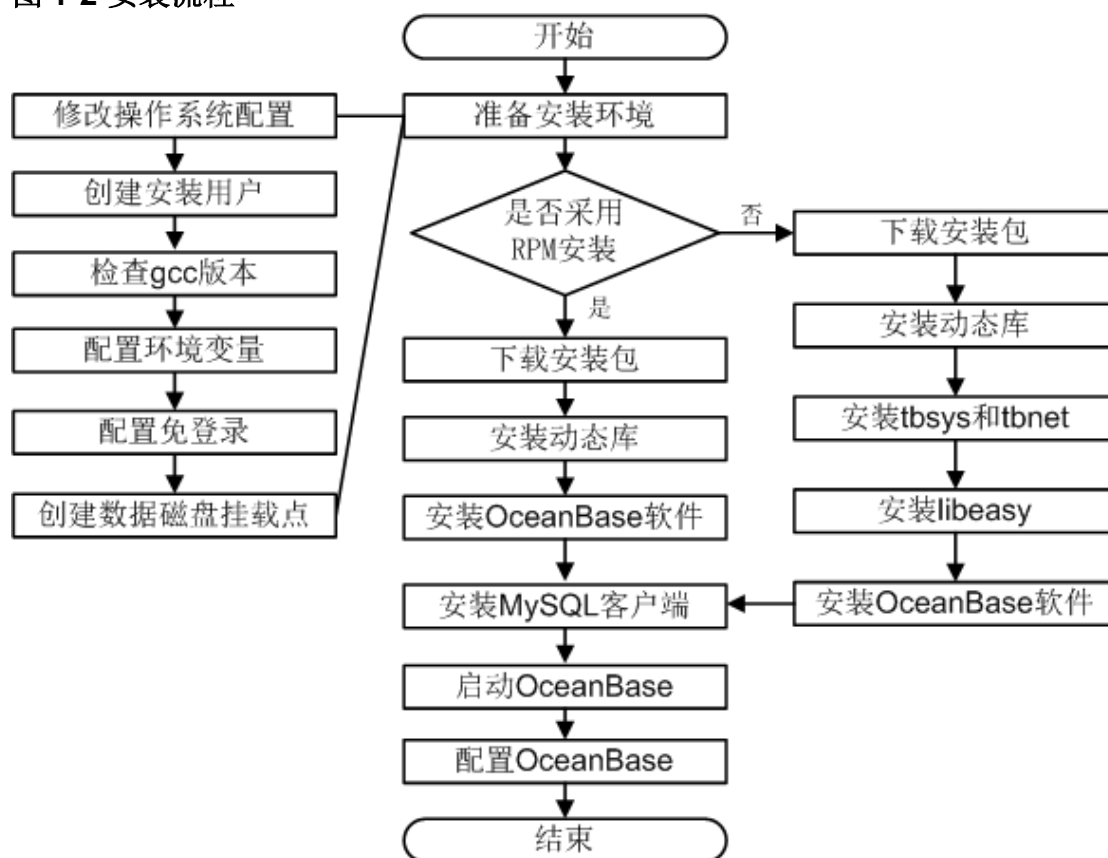 图 1-2 安装流程
开始
准备安装环境
修改操作系统配置
创建安装用户
检查gcc版本
配置环境变量
配置免登录
创建数据磁盘挂载点
是否采用
RPM安装
否
是
下载安装包
安装动态库
安装OceanBase软件
下载安装包
安装动态库
安装tbsys和tbnet
安装libeasy
安装OceanBase软件
安装MySQL客户端
启动OceanBase
配置OceanBase
结束